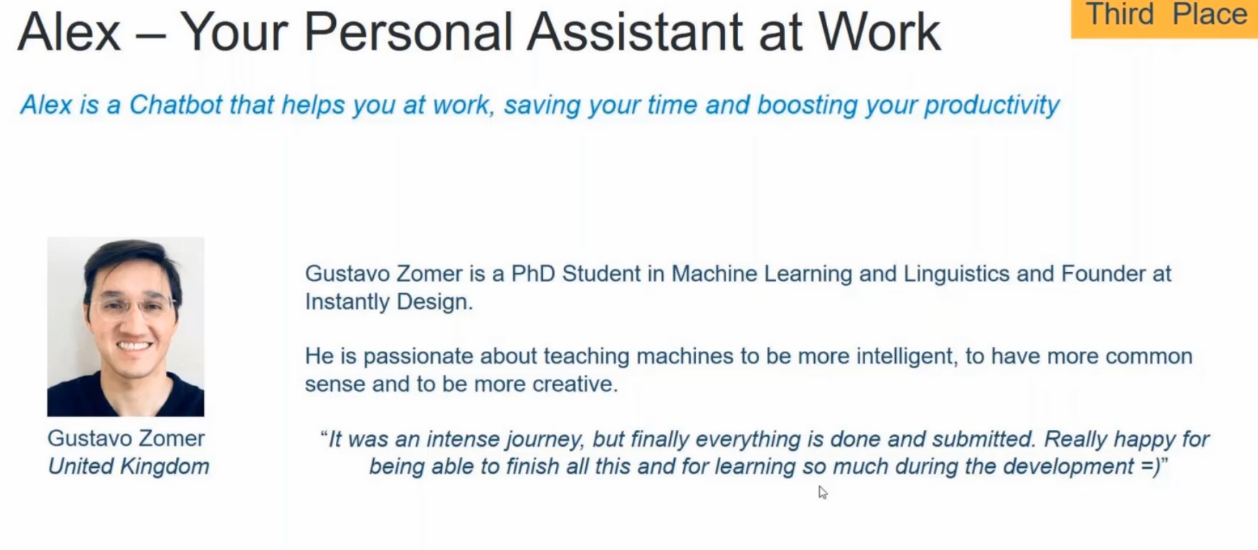 Alex – Your Personal Assistant at Work
Third Place
Alex is a Chatbot that helps you at work, saving your time and boosting your productivity
Gustavo Zomer is a PhD Student in Machine Learning and Linguistics and Founder at
Instantly Design.
He is passionate about teaching machines to be more intelligent, to have more common
sense and to be more creative.
Gustavo Zomer
United Kingdom
“It was an intense journey, but finally everything is done and submitted. Really happy for
being able to finish all this and for learning so much during the development =)”